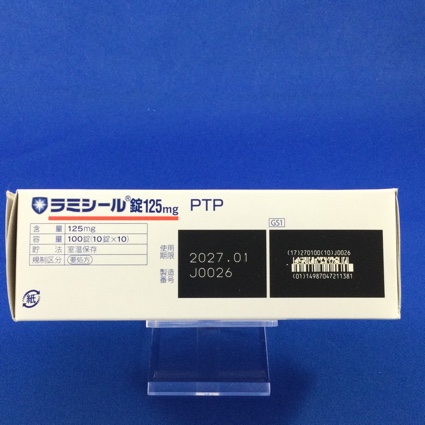 ラミシール®錠125mg PTP
含量 125mg
容量 100錠(10錠×10)
貯法 室温保存
規制区分 要処方
使用期限 2027.01
製造番号 J0026
GS1
(17)270100(10)J0026
(01)14987047211381
紙